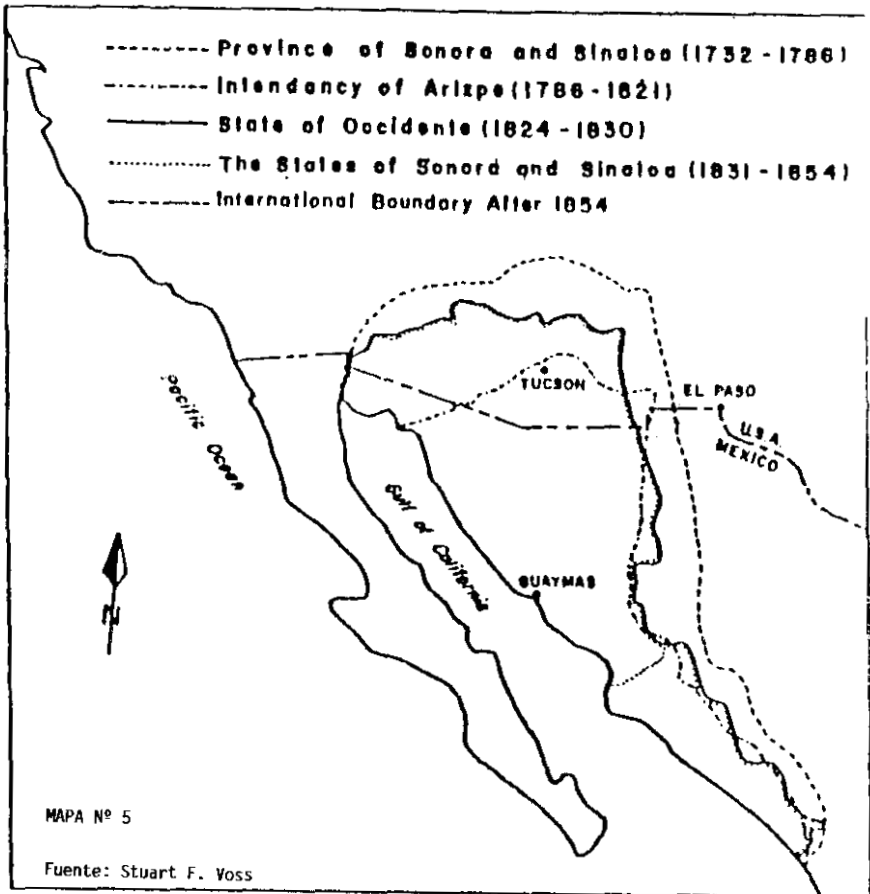 Province of Sonora and Sinaloa (1732 - 1786)
Intendancy of Arizpe (1786 - 1821)
State of Occidente (1824 - 1830)
The States of Sonord and Sinaloa (1831 - 1854)
International Boundary After 1854
TUCSON
EL PASO
U.S.A.
MEXICO
Pacific Ocean
Gulf of California
GUAYMAS
N
MAPA Nº 5
Fuente: Stuart F. Voss